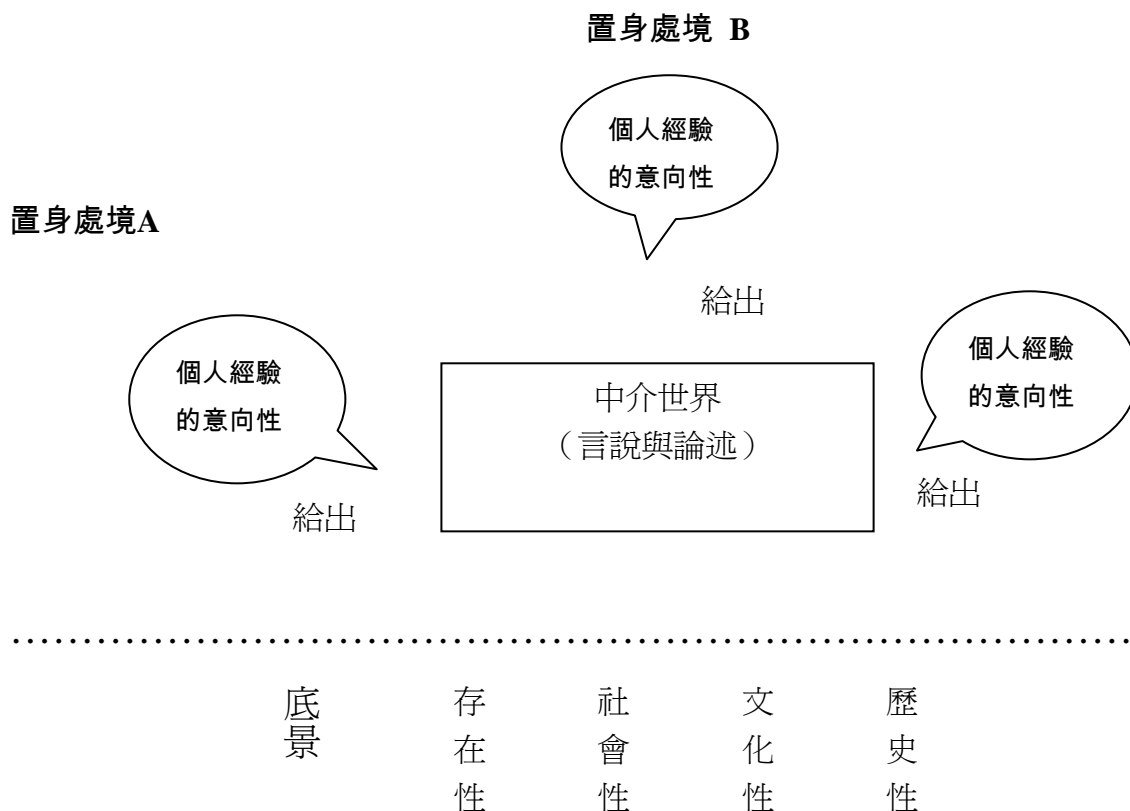 置身處境 B
個人經驗
的意向性
置身處境A
給出
個人經驗
的意向性
給出
中介世界
(言說與論述)
個人經驗
的意向性
給出
底景
存在性
社會性
文化性
歷史性